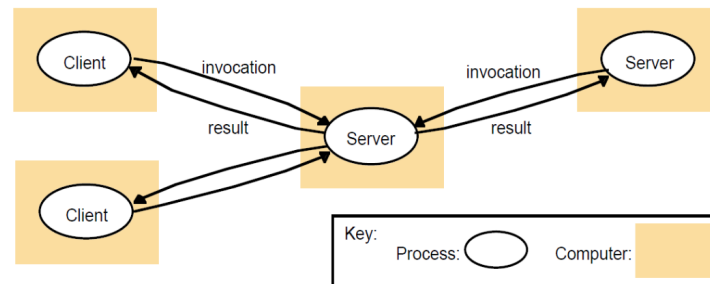 Client
invocation
result
Server
invocation
result
Server
Client
Key:
Process:
Computer: